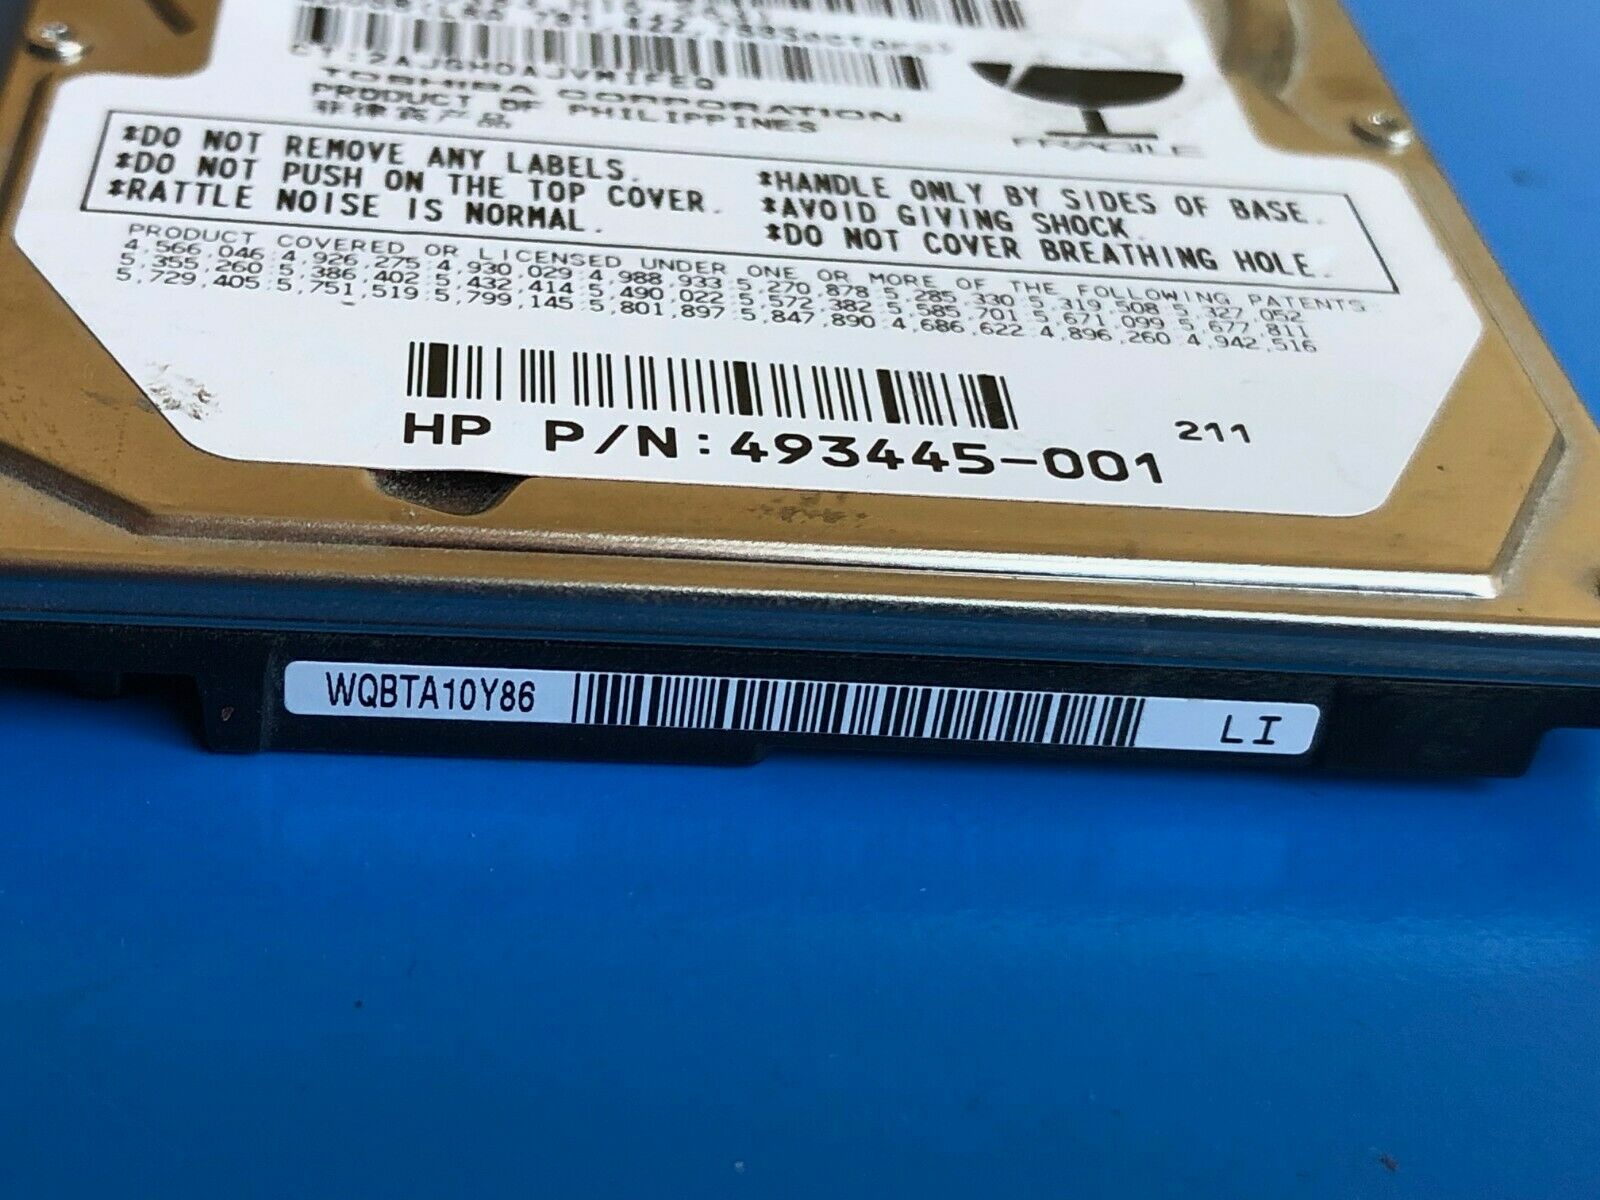 TOSHIBA CORPORATION
PRODUCT OF PHILIPPINES
FRAGILE
*DO NOT REMOVE ANY LABELS.
*DO NOT PUSH ON THE TOP COVER.
*RATTLE NOISE IS NORMAL.
*HANDLE ONLY BY SIDES OF BASE.
*AVOID GIVING SHOCK.
*DO NOT COVER BREATHING HOLE.
PRODUCT COVERED OR LICENSED UNDER ONE OR MORE OF THE FOLLOWING PATENTS:
4,566,046:4,926,275:4,930,029:4,988,933:5,270,878:5,285,330:5,319,508:5,327,052
5,355,260:5,386,402:5,432,414:5,490,022:5,572,382:5,585,701:5,671,099:5,677,811
5,729,405:5,751,519:5,799,145:5,801,897:5,847,890:4,686,622:4,896,260:4,942,516
HP P/N:493445-001
211
WQBTA10Y86
LI